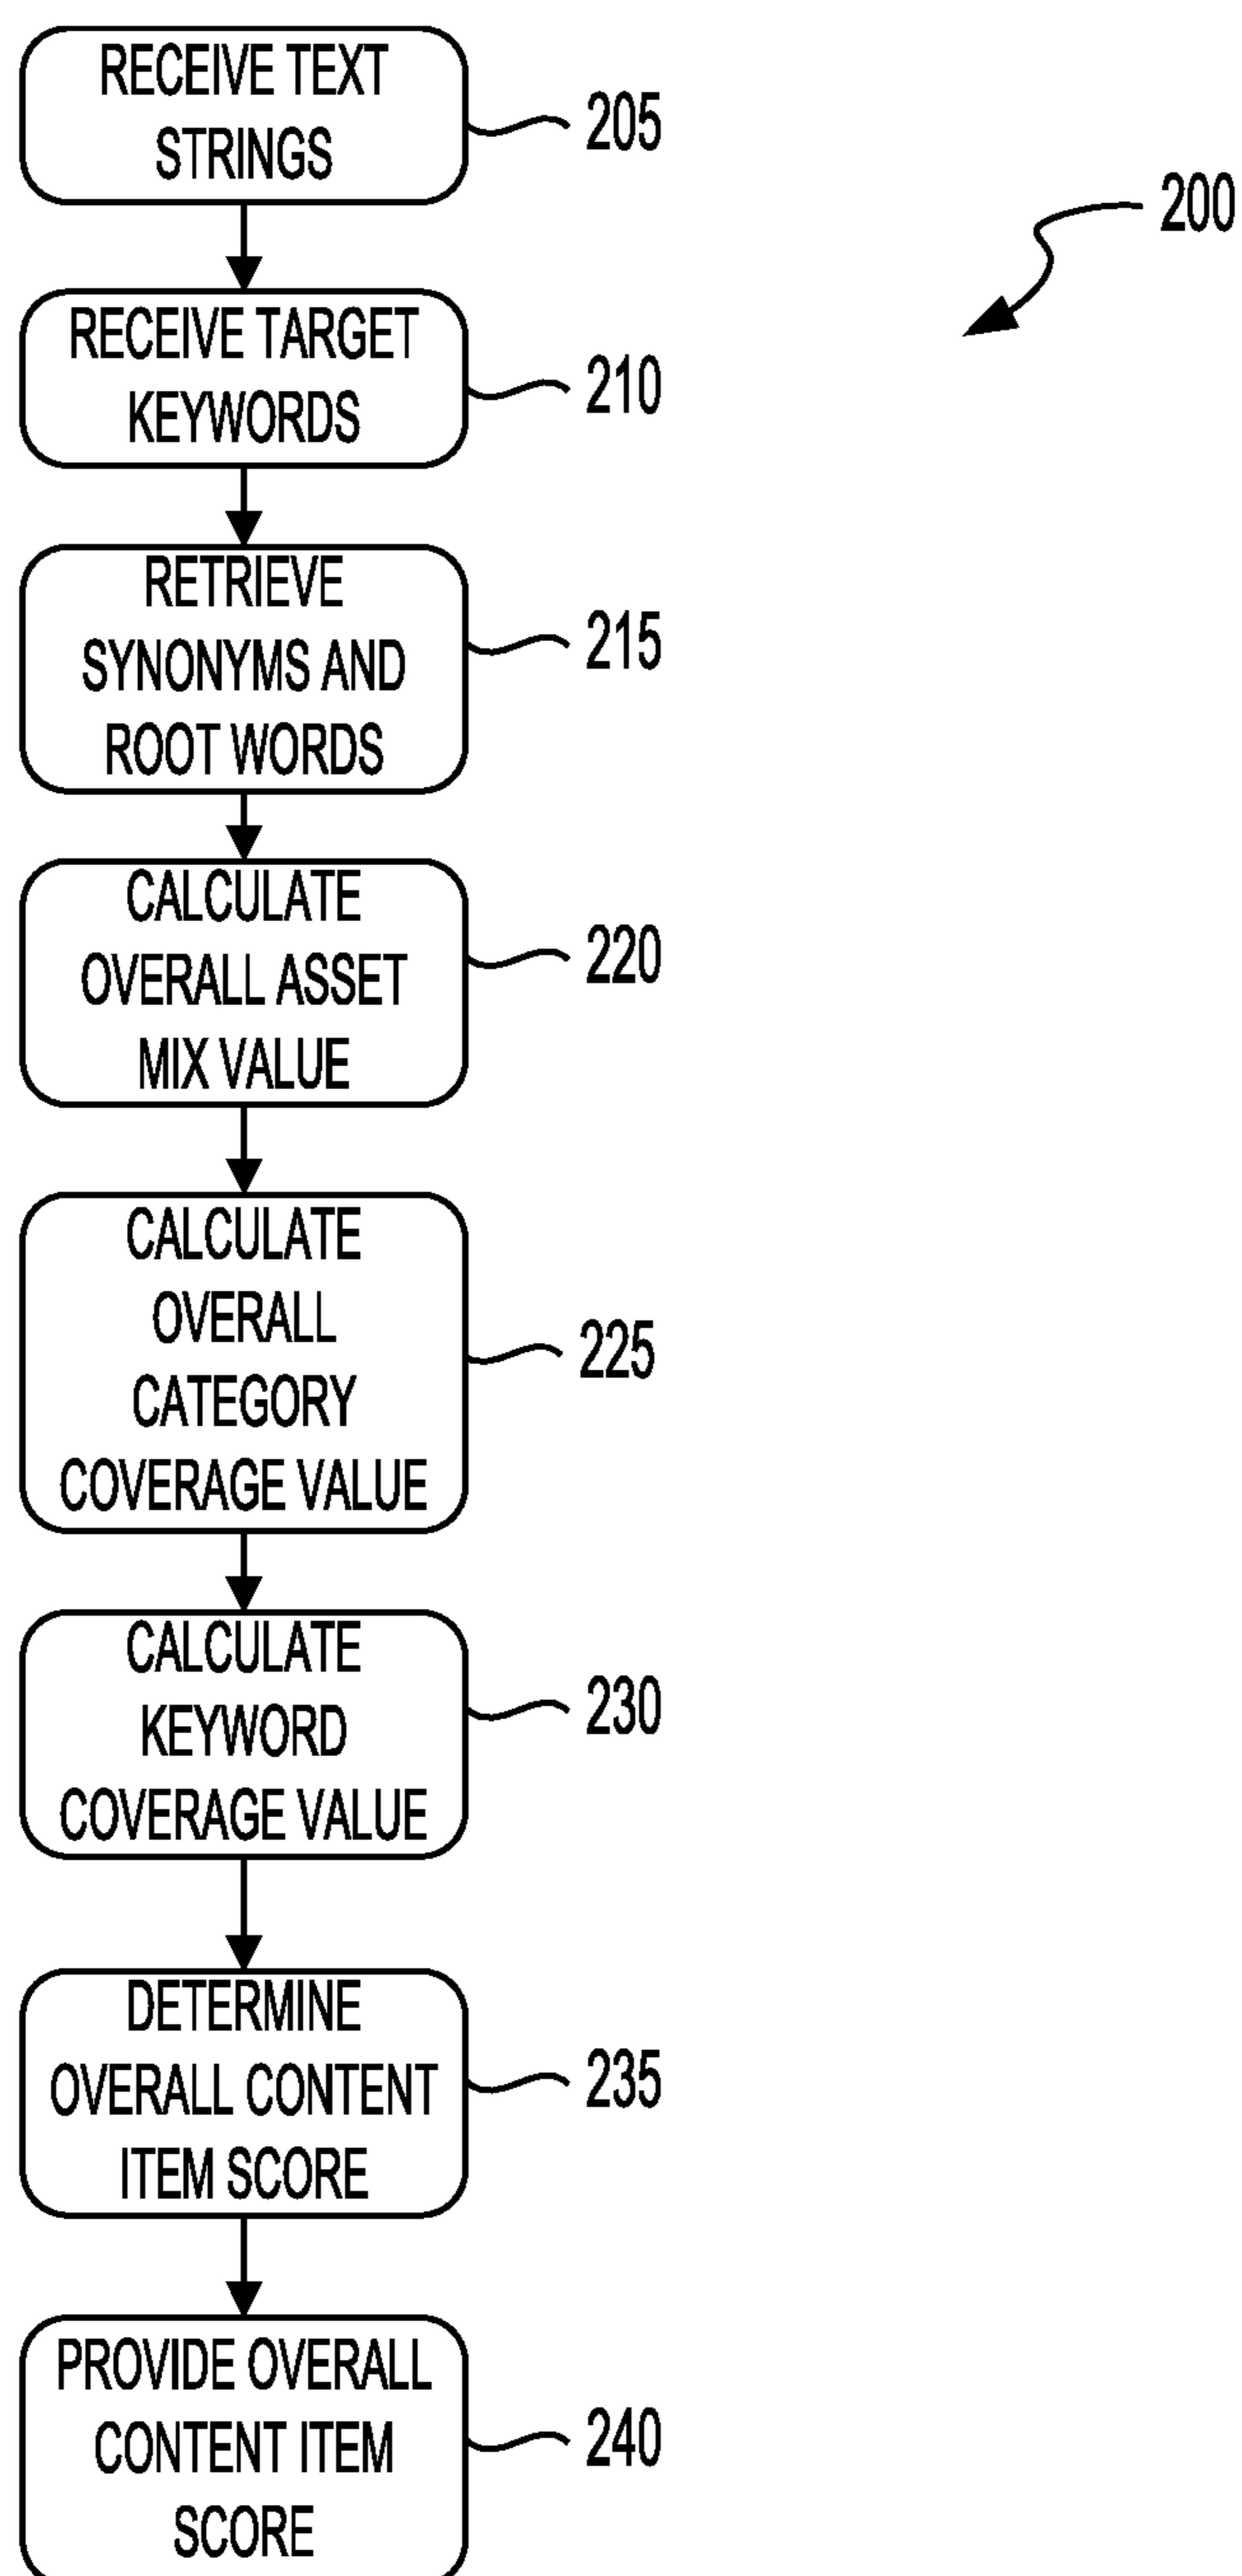 RECEIVE TEXT
STRINGS
205
200
RECEIVE TARGET
KEYWORDS
210
RETRIEVE
SYNONYMS AND
ROOT WORDS
215
CALCULATE
OVERALL ASSET
MIX VALUE
220
CALCULATE
OVERALL
CATEGORY
COVERAGE VALUE
225
CALCULATE
KEYWORD
COVERAGE VALUE
230
DETERMINE
OVERALL CONTENT
ITEM SCORE
235
PROVIDE OVERALL
CONTENT ITEM
SCORE
240